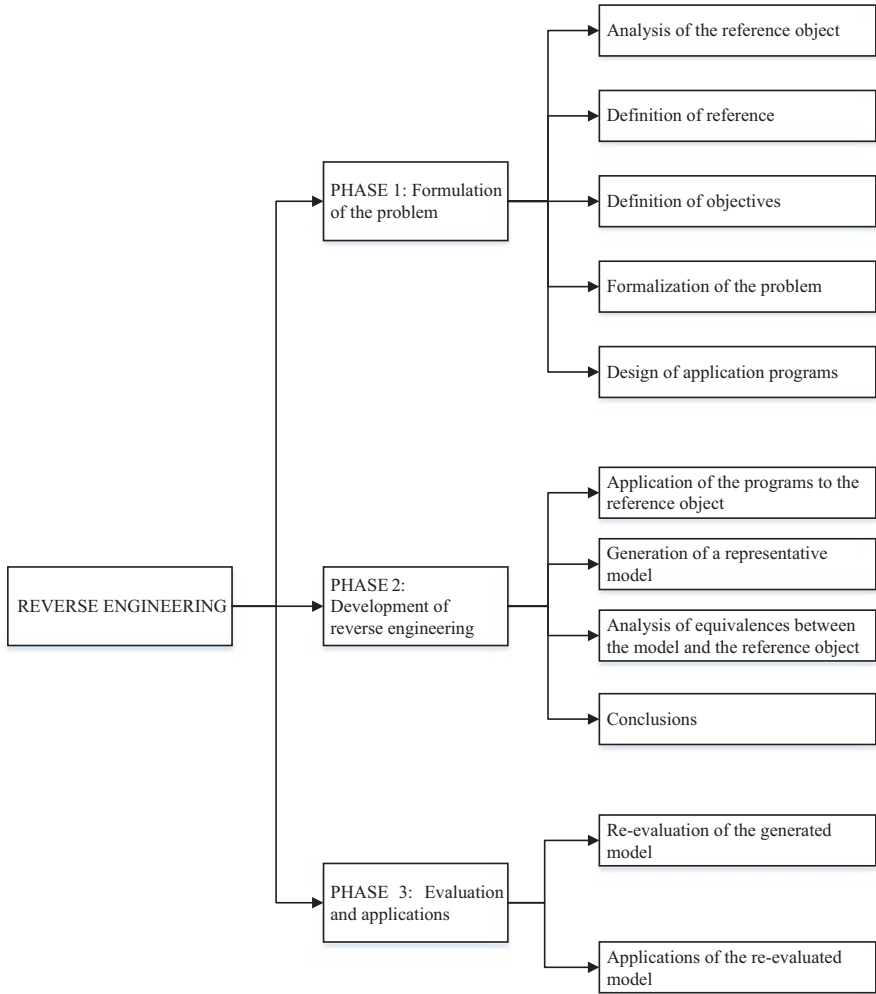 REVERSE ENGINEERING
PHASE 1: Formulation
of the problem
Analysis of the reference object
Definition of reference
Definition of objectives
Formalization of the problem
Design of application programs
PHASE 2:
Development of
reverse engineering
Application of the programs to the
reference object
Generation of a representative
model
Analysis of equivalences between
the model and the reference object
Conclusions
PHASE 3: Evaluation
and applications
Re-evaluation of the generated
model
Applications of the re-evaluated
model